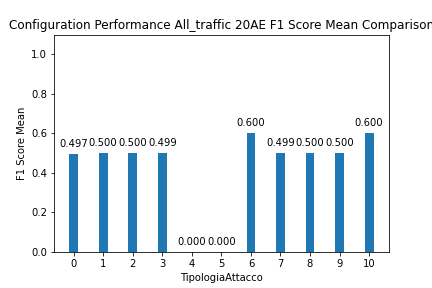 Configuration Performance All_traffic 20AE F1 Score Mean Comparison
1.0
0.8
0.6
0.4
0.2
0.0
F1 Score Mean
0.497 0.500 0.500 0.499 0.000 0.000 0.600 0.499 0.500 0.500 0.600
0 1 2 3 4 5 6 7 8 9 10
TipologiaAttacco